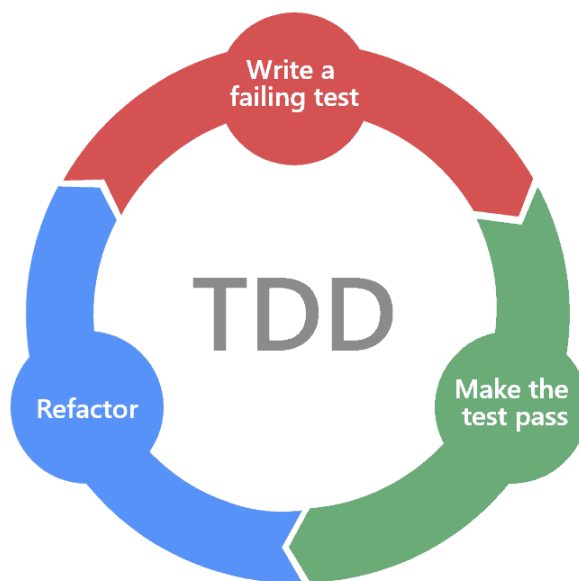 Write a
failing test
TDD
Make the
test pass
Refactor